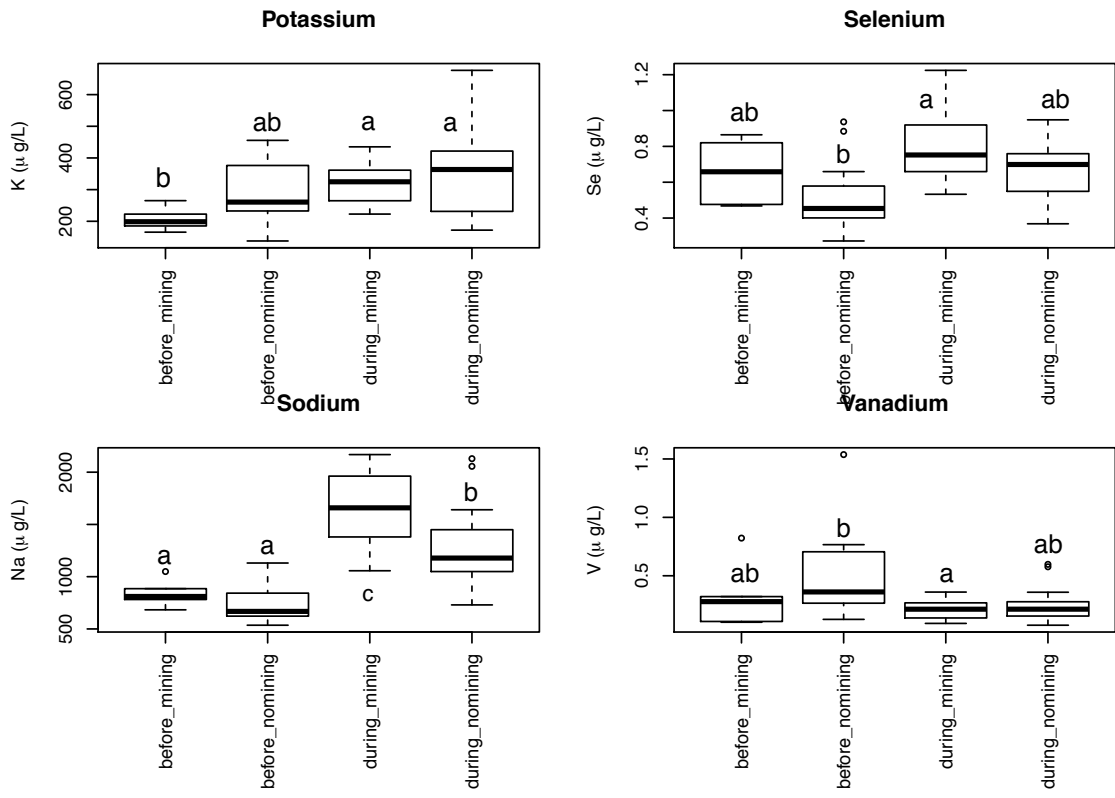 Potassium
K (μ g/L)
200 400 600
b
ab
a
a
before_mining
before_nomining
during_mining
during_nomining
Selenium
Se (μ g/L)
0.4 0.8 1.2
ab
b
a
ab
before_mining
before_nomining
during_mining
during_nomining
Sodium
Na (μ g/L)
500 1000 2000
a
a
c
b
before_mining
before_nomining
during_mining
during_nomining
Vanadium
V (μ g/L)
0.5 1.0 1.5
ab
b
a
ab
before_mining
before_nomining
during_mining
during_nomining